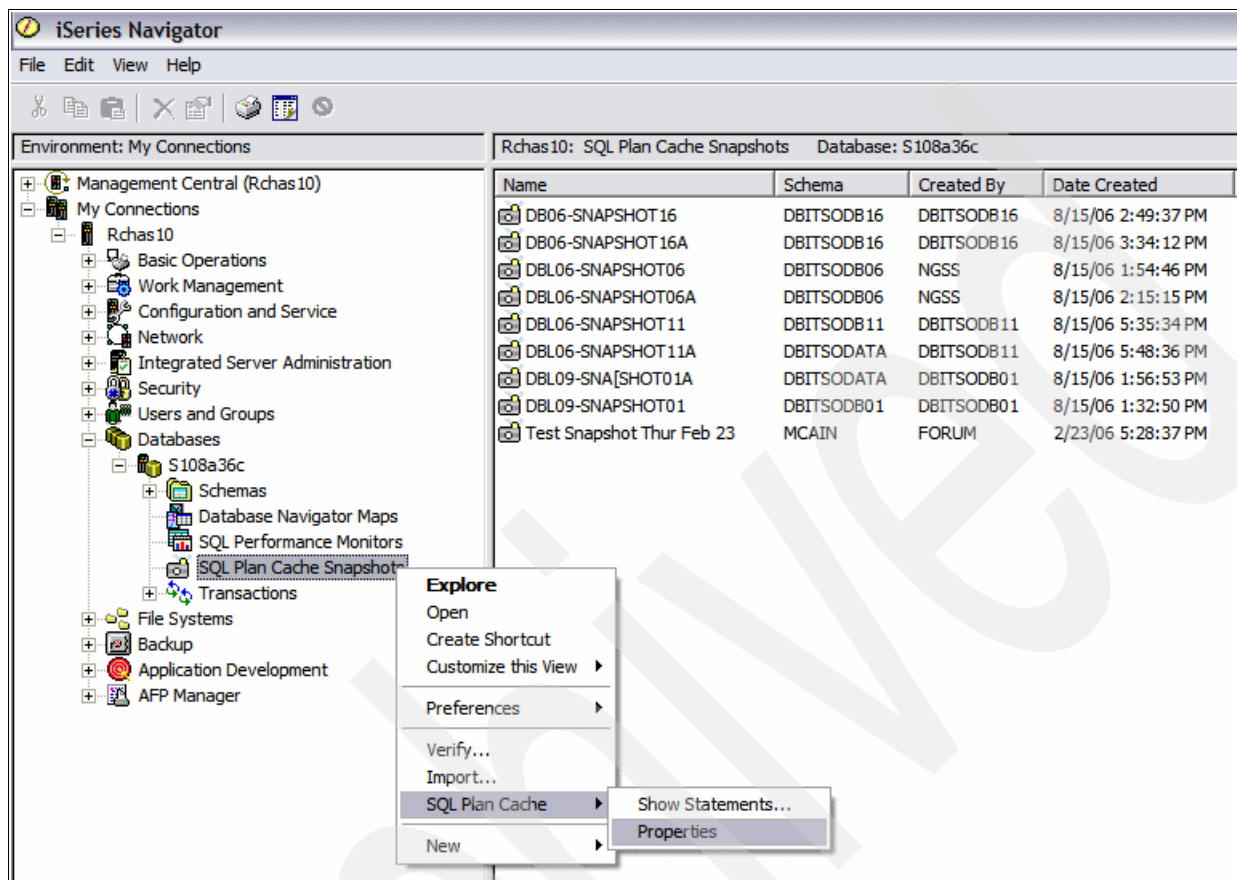 iSeries Navigator
File Edit View Help
Environment: My Connections
Rchas10: SQL Plan Cache Snapshots Database: S108a36c
Management Central (Rchas10)
My Connections
Rchas10
Basic Operations
Work Management
Configuration and Service
Network
Integrated Server Administration
Security
Users and Groups
Databases
S108a36c
Schemas
Database Navigator Maps
SQL Performance Monitors
SQL Plan Cache Snapshots
Transactions
File Systems
Backup
Application Development
AFP Manager
Name Schema Created By Date Created
DB06-SNAPSHOT16 DBITSODB16 DBITSODB16 8/15/06 2:49:37 PM
DB06-SNAPSHOT16A DBITSODB16 DBITSODB16 8/15/06 3:34:12 PM
DBL06-SNAPSHOT06 DBITSODB06 NGSS 8/15/06 1:54:46 PM
DBL06-SNAPSHOT06A DBITSODB06 NGSS 8/15/06 2:15:15 PM
DBL06-SNAPSHOT11 DBITSODB11 DBITSODB11 8/15/06 5:35:34 PM
DBL06-SNAPSHOT11A DBITSODATA DBITSODB11 8/15/06 5:48:36 PM
DBL09-SNA[SHOT01A DBITSODATA DBITSODB01 8/15/06 1:56:53 PM
DBL09-SNAPSHOT01 DBITSODB01 DBITSODB01 8/15/06 1:32:50 PM
Test Snapshot Thur Feb 23 MCAIN FORUM 2/23/06 5:28:37 PM
Explore
Open
Create Shortcut
Customize this View
Preferences
Verify...
Import...
SQL Plan Cache
New
Show Statements...
Properties